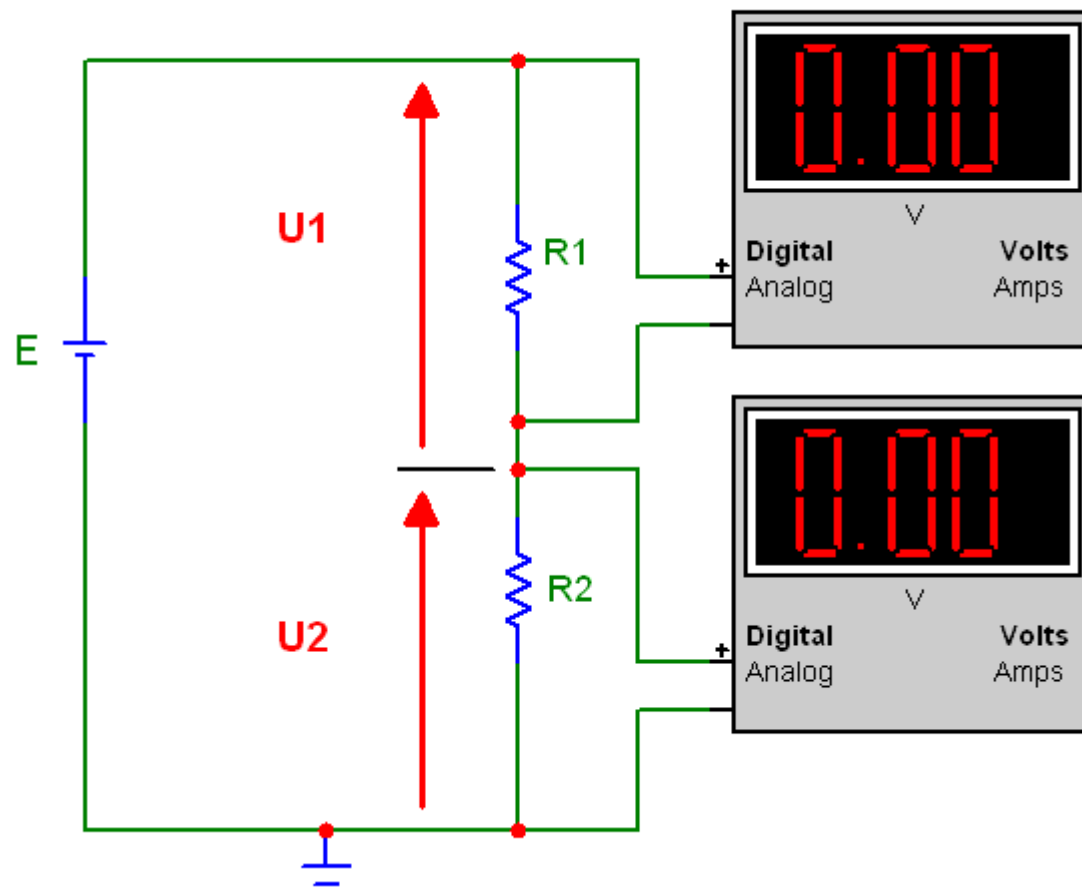 0.00
V
+
Digital Volts
Analog Amps
U1
R1
E
0.00
V
+
Digital Volts
Analog Amps
R2
U2